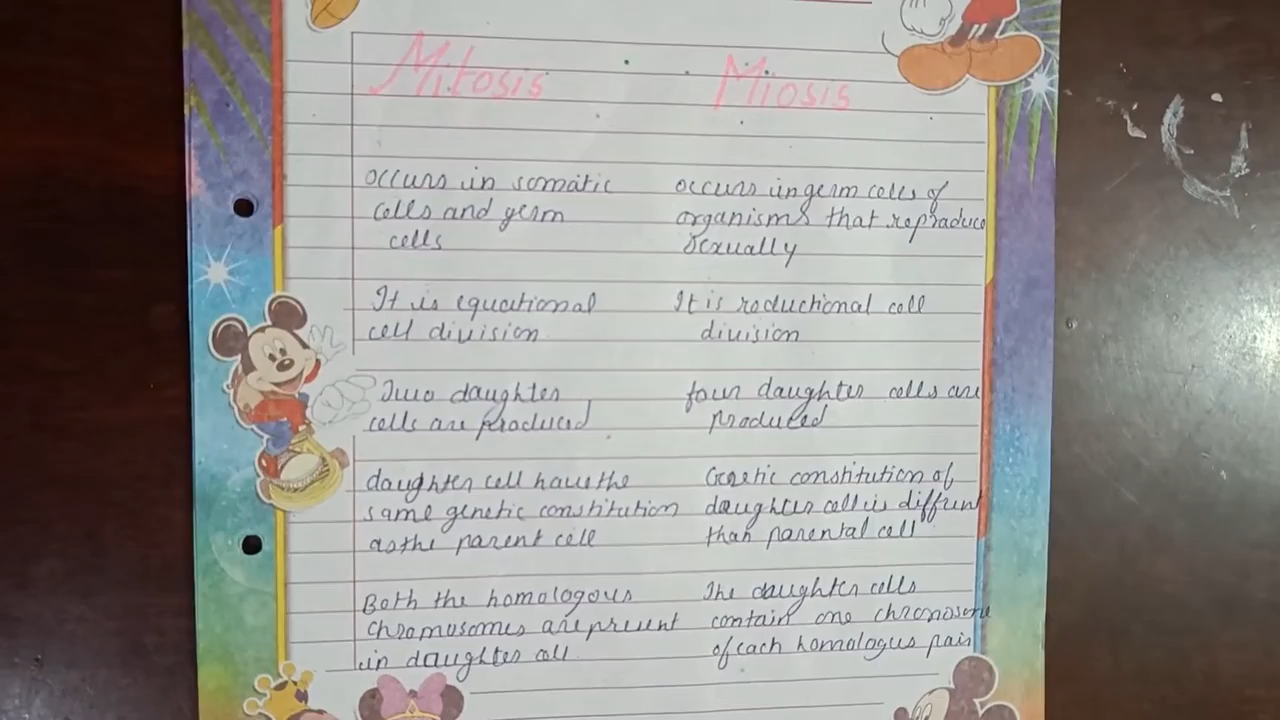 Mitosis
Miosis
occurs in somatic
cells and germ
cells
occurs in germ cells of
organisms that reproduce
sexually
It is equational
cell division
It is reductional cell
division
Two daughter
cells are produced
four daughter cells are
produced
daughter cell have the
same genetic constitution
as the parent cell
Genetic constitution of
daughter cell is diffrent
than parental cell
Both the homologous
chromosomes are present
in daughter cell
The daughter cells
contain one chromosome
of each homologus pair